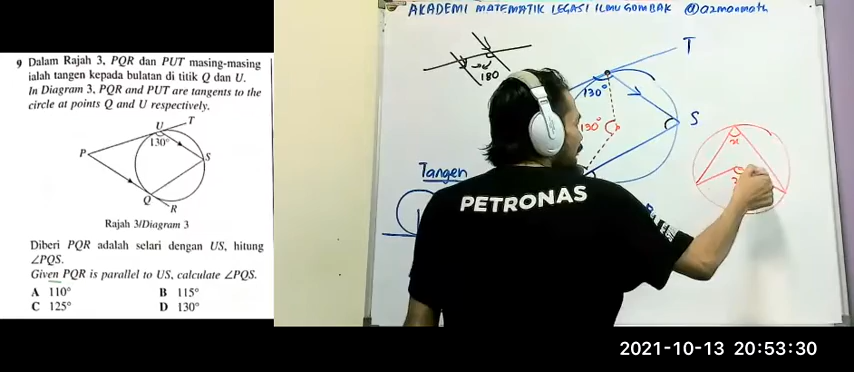 AKADEMI MATEMATIK LEGASI ILMU GOMBAK @azmanmath
9 Dalam Rajah 3, PQR dan PUT masing-masing
ialah tangen kepada bulatan di titik Q dan U.
In Diagram 3, PQR and PUT are tangents to the
circle at points Q and U respectively.
U T
130°
P S
Q R
Rajah 3/Diagram 3
Diberi PQR adalah selari dengan US, hitung
∠PQS.
Given PQR is parallel to US, calculate ∠PQS.
A 110° B 115°
C 125° D 130°
180
T
130°
130°
S
x
Tangen
PETRONAS
2021-10-13 20:53:30